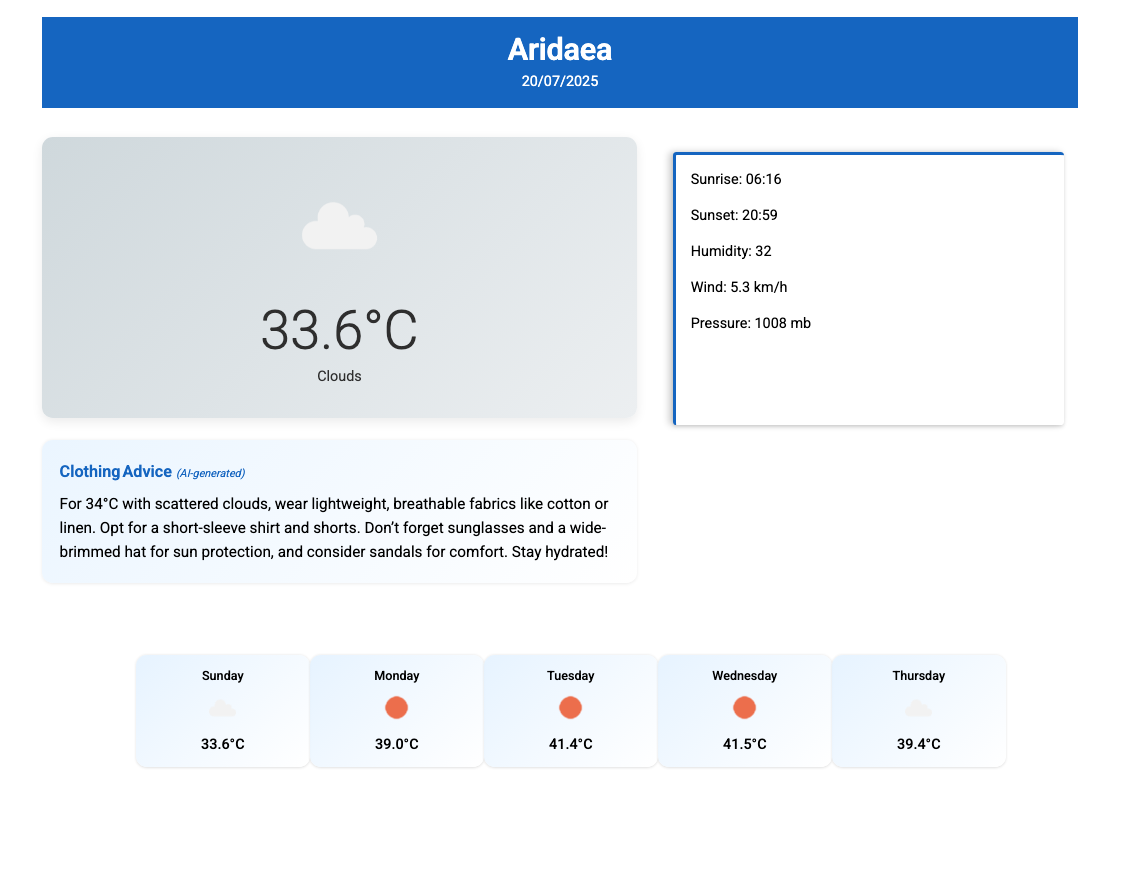 Aridaea
20/07/2025
33.6°C
Clouds
Sunrise: 06:16
Sunset: 20:59
Humidity: 32
Wind: 5.3 km/h
Pressure: 1008 mb
Clothing Advice (AI-generated)
For 34°C with scattered clouds, wear lightweight, breathable fabrics like cotton or
linen. Opt for a short-sleeve shirt and shorts. Don’t forget sunglasses and a wide-
brimmed hat for sun protection, and consider sandals for comfort. Stay hydrated!
Sunday
33.6°C
Monday
39.0°C
Tuesday
41.4°C
Wednesday
41.5°C
Thursday
39.4°C